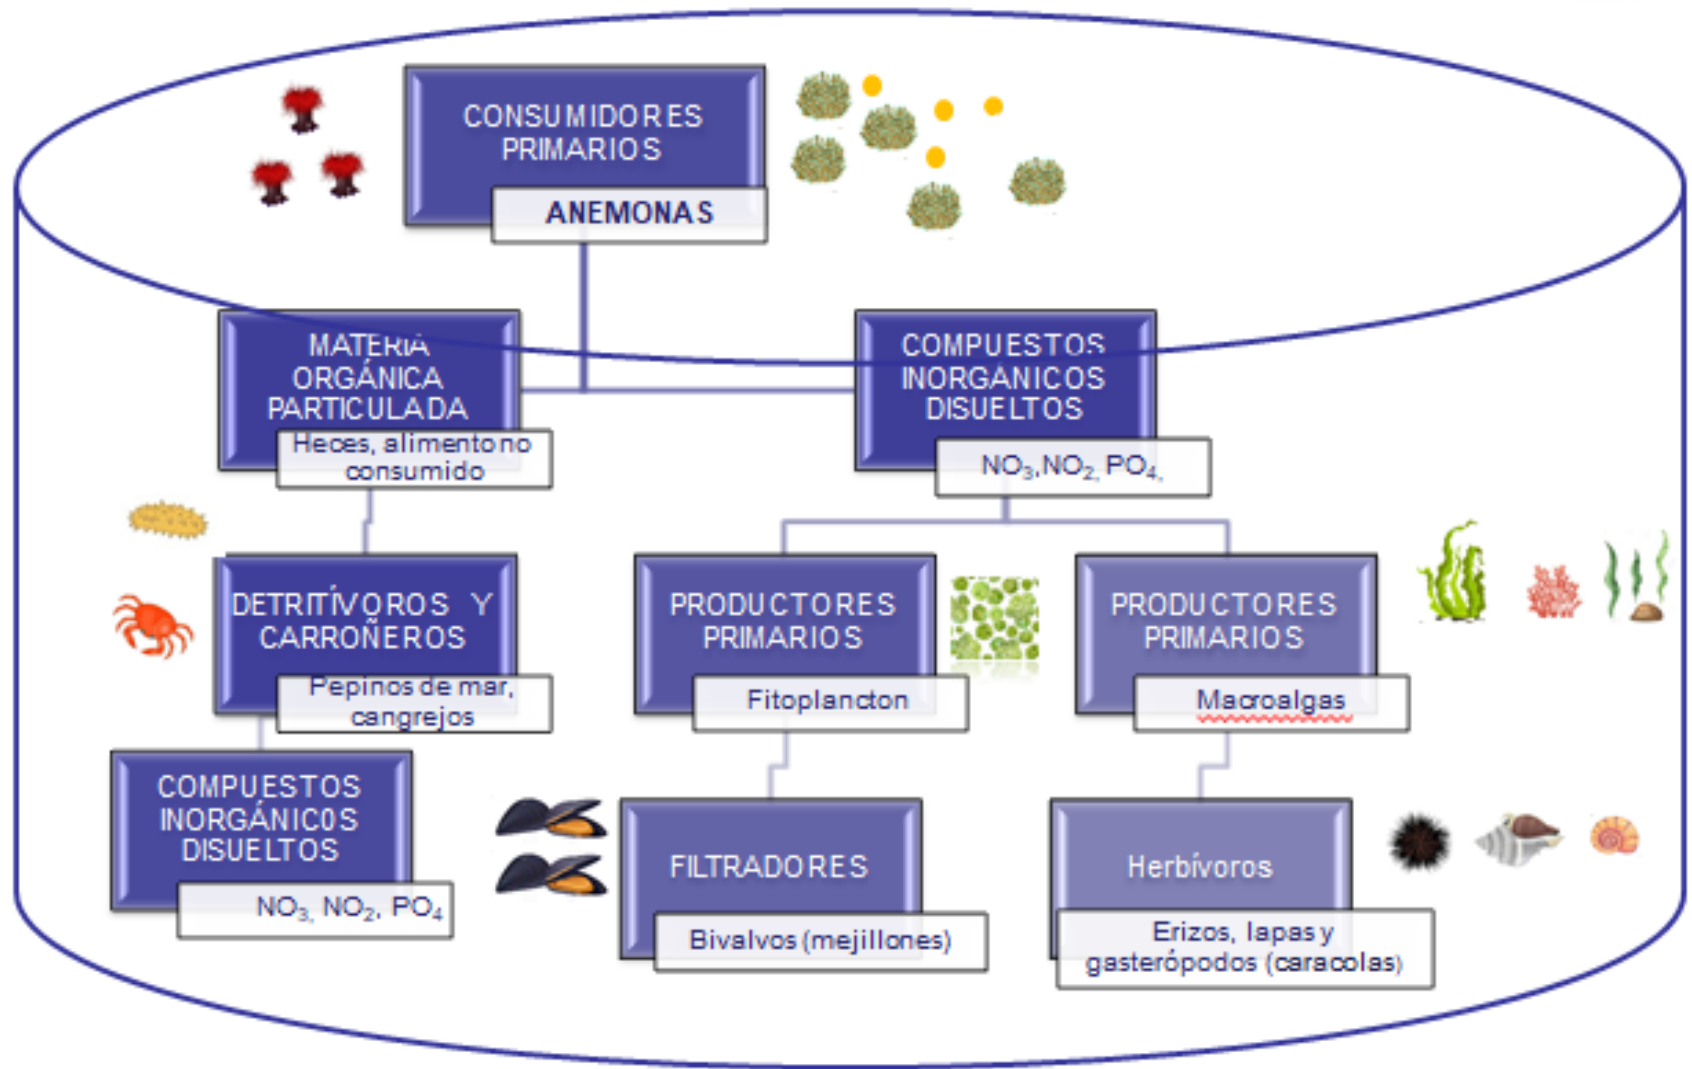 CONSUMIDORES
PRIMARIOS
ANEMONAS
MATERIA
ORGÁNICA
PARTICULADA
Heces, alimento no
consumido
COMPUESTOS
INORGÁNICOS
DISUELTOS
NO₃,NO₂, PO₄,
DETRITÍVOROS Y
CARROÑEROS
Pepinos de mar,
cangrejos
PRODUCTORES
PRIMARIOS
Fitoplancton
PRODUCTORES
PRIMARIOS
Macroalgas
COMPUESTOS
INORGÁNIC0S
DISUELTOS
NO₃, NO₂, PO₄
FILTRADORES
Bivalvos (mejillones)
Herbívoros
Erizos, lapas y
gasterópodos (caracolas)